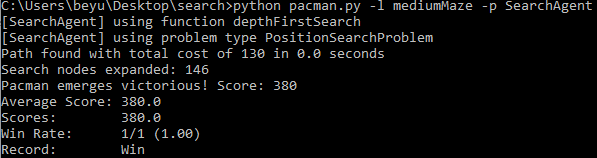 C:\Users\beyu\Desktop\search>python pacman.py -l mediumMaze -p SearchAgent
[SearchAgent] using function depthFirstSearch
[SearchAgent] using problem type PositionSearchProblem
Path found with total cost of 130 in 0.0 seconds
Search nodes expanded: 146
Pacman emerges victorious! Score: 380
Average Score: 380.0
Scores:        380.0
Win Rate:      1/1 (1.00)
Record:        Win